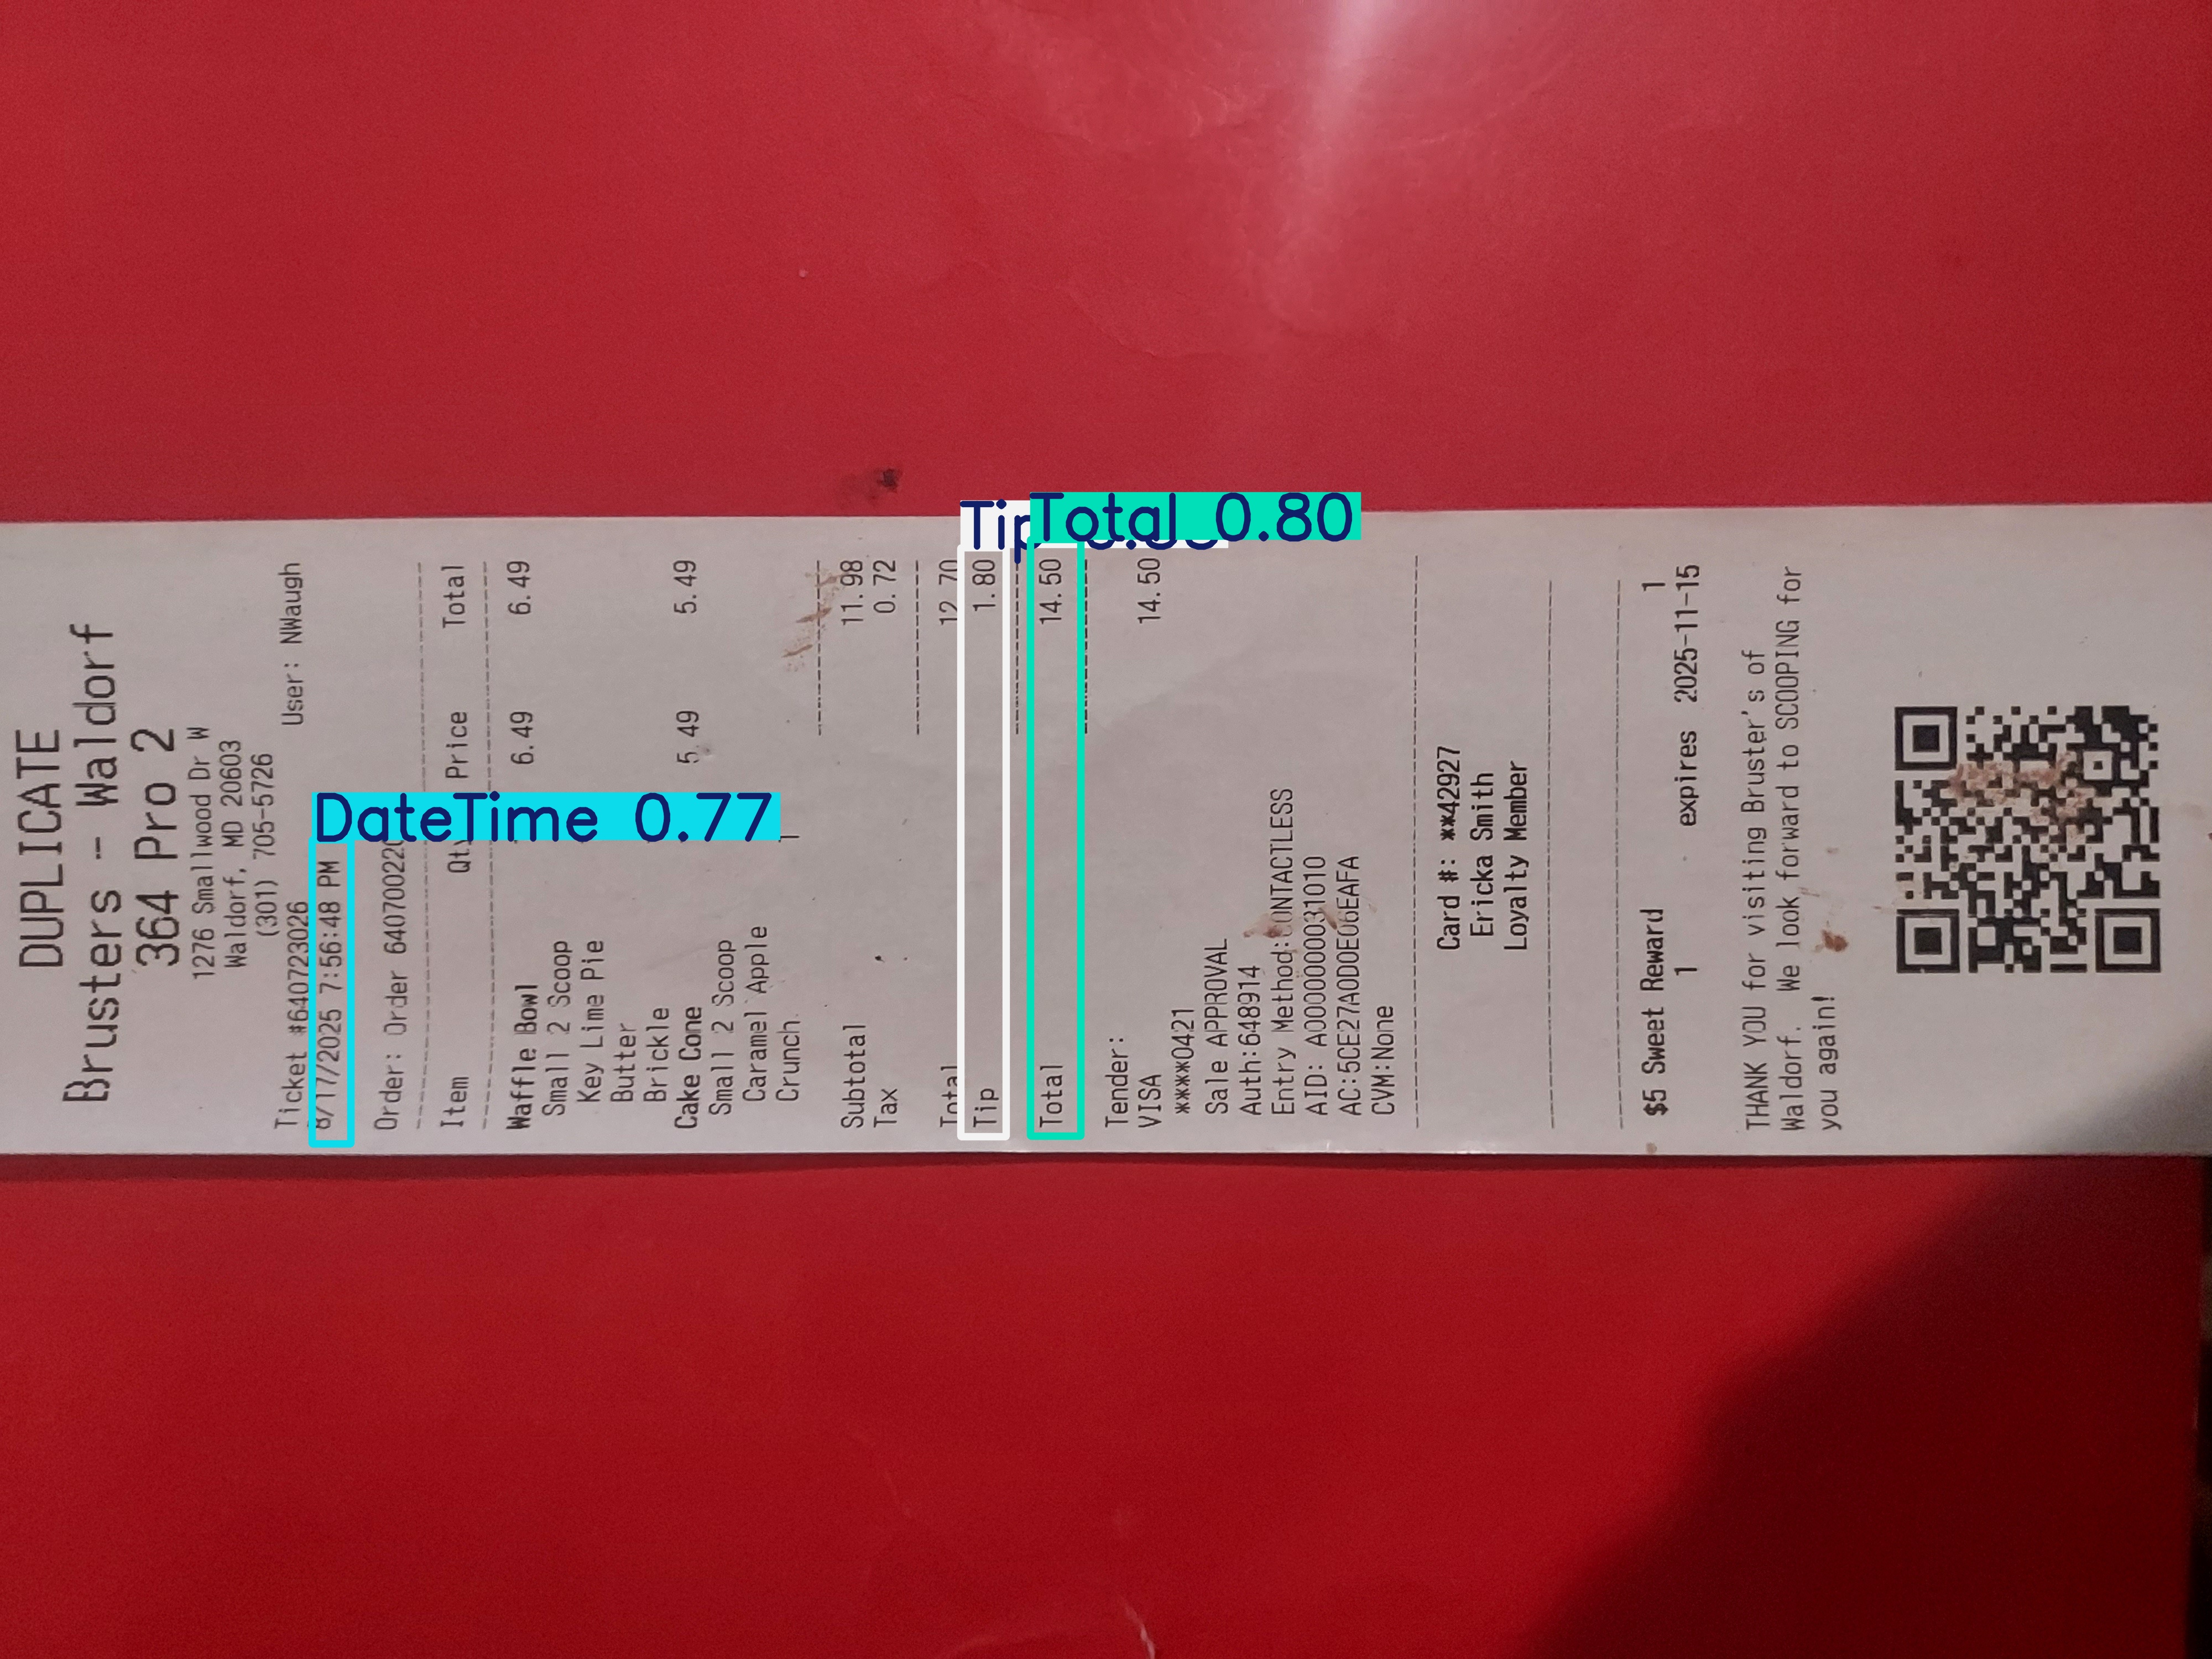 DUPLICATE
Brusters - Waldorf
364 Pro 2
1276 Smallwood Dr W
Waldorf, MD 20603
(301) 705-5726
Ticket #640723026 User: NWaugh
8/17/2025 7:56:48 PM
DateTime 0.77
Order: Order
Item Price Total
Waffle Bowl 6.49 6.49
Small 2 Scoop
Key Lime Pie
Butter
Brickle
Cake Cone 5.49 5.49
Small 2 Scoop
Caramel Apple
Crunch
Subtotal 11.98
Tax 0.72
Total 12.70
Tip 1.80
Tip
Total 0.80
Total 14.50
Tender:
VISA 14.50
****0421
Sale APPROVAL
Auth:648914
Entry Method:CONTACTLESS
AID: A0000000031010
AC:5CE27A0D0E06EAFA
CVM:None
Card #: **42927
Ericka Smith
Loyalty Member
$5 Sweet Reward 1
1 expires 2025-11-15
THANK YOU for visiting Bruster's of
Waldorf. We look forward to SCOOPING for
you again!